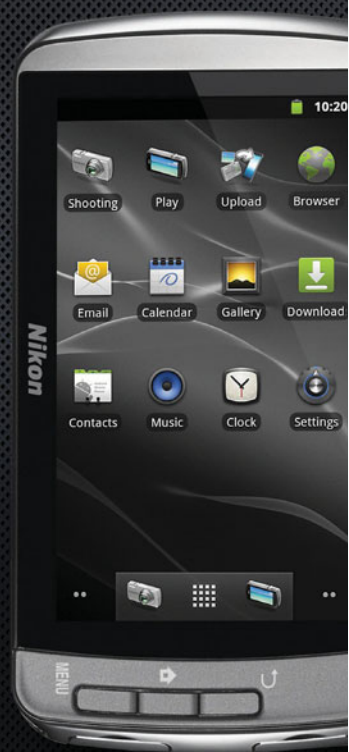 10:20
Shooting Play Upload Browser
Email Calendar Gallery Download
Contacts Music Clock Settings
Nikon
MENU